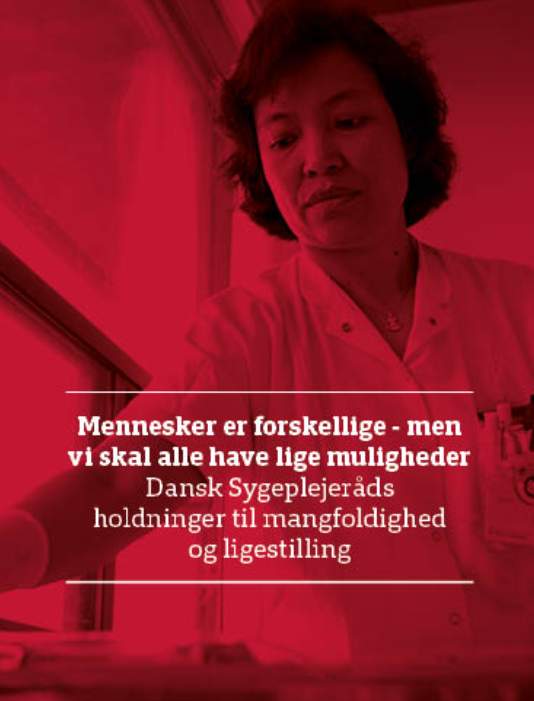 Mennesker er forskellige - men
vi skal alle have lige muligheder
Dansk Sygeplejeråds
holdninger til mangfoldighed
og ligestilling